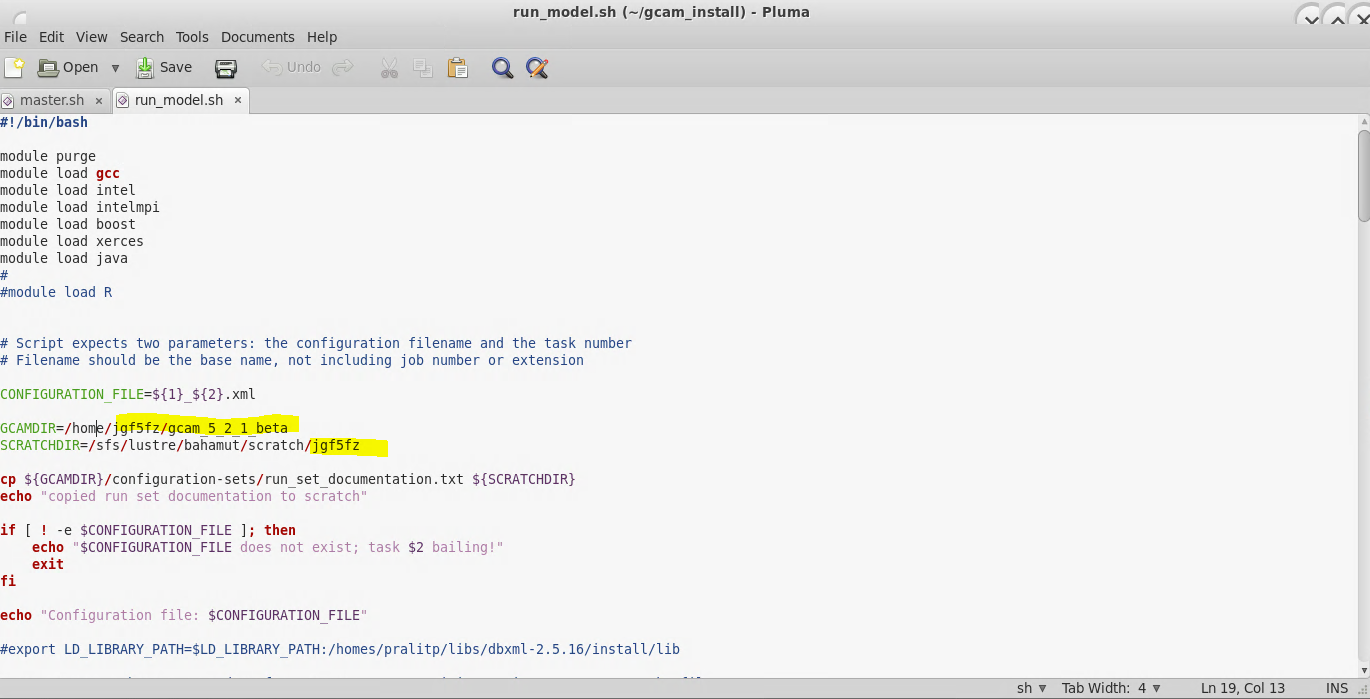 run_model.sh (~/gcam_install) - Pluma
File Edit View Search Tools Documents Help
Open Save Undo
master.sh × run_model.sh ×
#!/bin/bash
module purge
module load gcc
module load intel
module load intelmpi
module load boost
module load xerces
module load java
#
#module load R
# Script expects two parameters: the configuration filename and the task number
# Filename should be the base name, not including job number or extension
CONFIGURATION_FILE=${1}_${2}.xml
GCAMDIR=/home/jgf5fz/gcam_5_2_1_beta
SCRATCHDIR=/sfs/lustre/bahamut/scratch/jgf5fz
cp ${GCAMDIR}/configuration-sets/run_set_documentation.txt ${SCRATCHDIR}
echo "copied run set documentation to scratch"
if [ ! -e $CONFIGURATION_FILE ]; then
    echo "$CONFIGURATION_FILE does not exist; task $2 bailing!"
    exit
fi
echo "Configuration file: $CONFIGURATION_FILE"
#export LD_LIBRARY_PATH=$LD_LIBRARY_PATH:/homes/pralitp/libs/dbxml-2.5.16/install/lib
sh Tab Width: 4 Ln 19, Col 13 INS